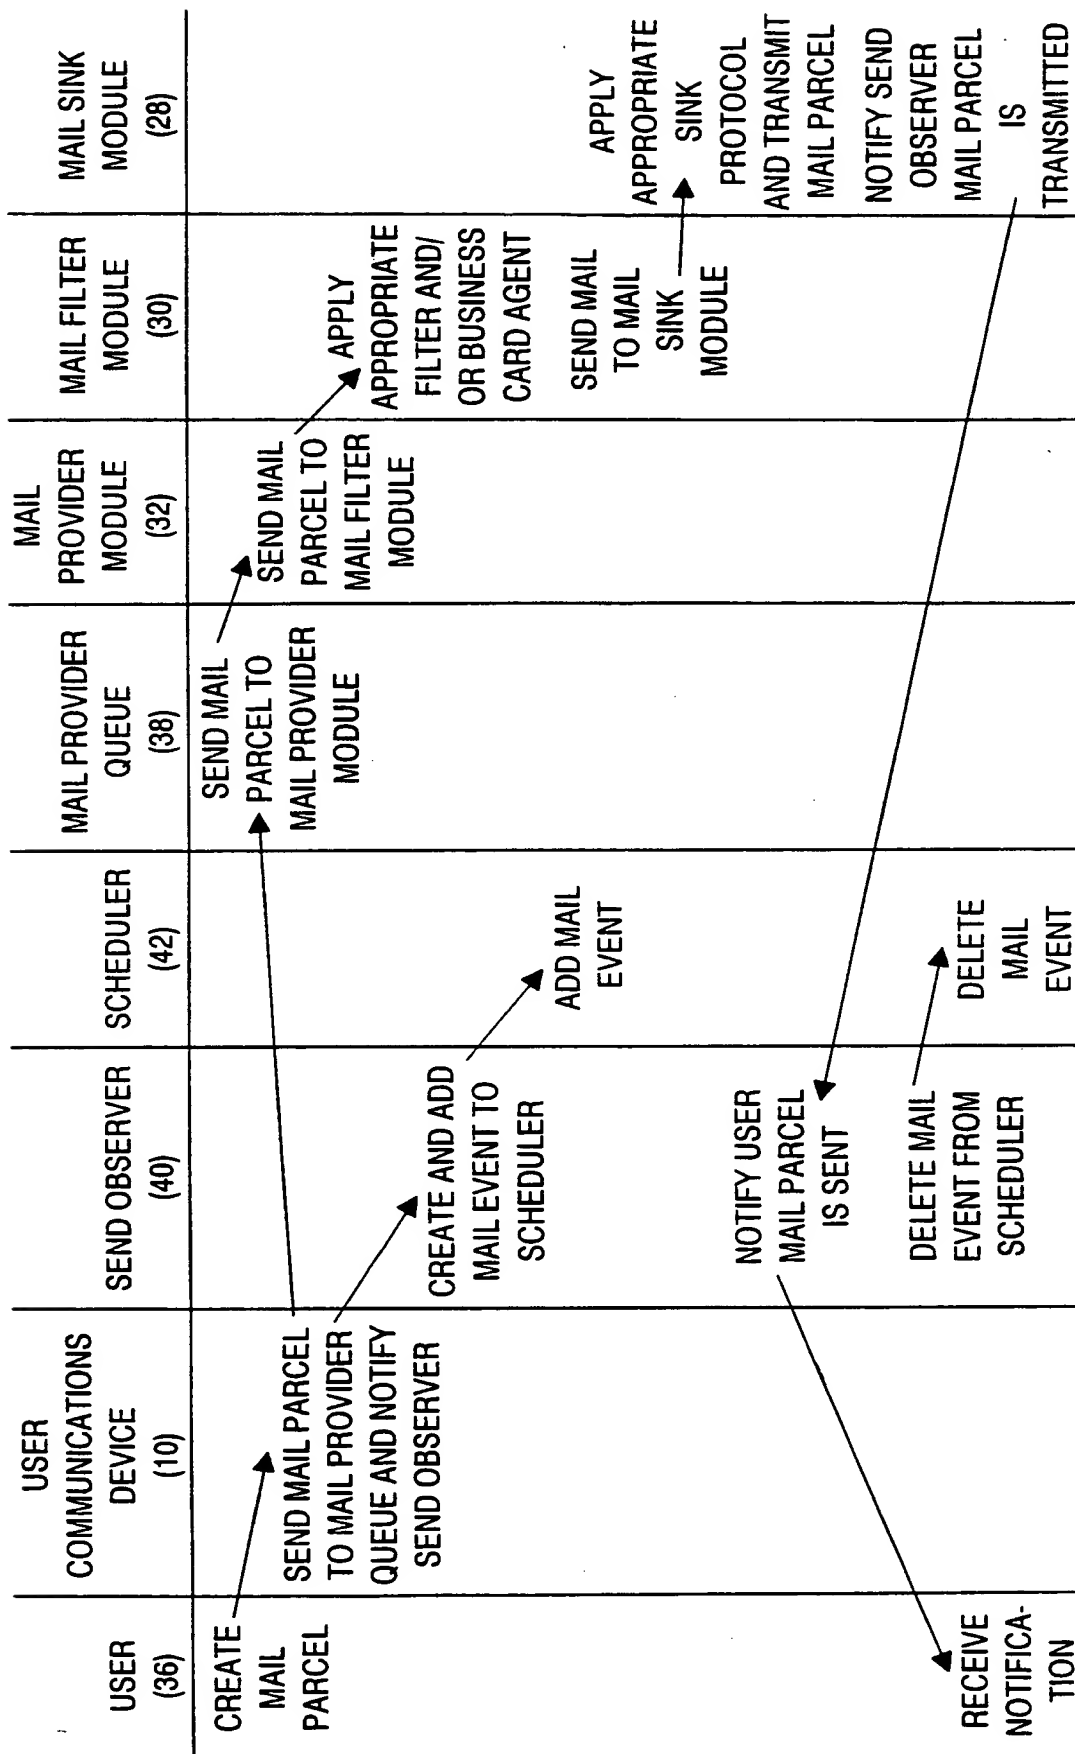 USER
(36)
USER
COMMUNICATIONS
DEVICE
(10)
SEND OBSERVER
(40)
SCHEDULER
(42)
MAIL PROVIDER
QUEUE
(38)
MAIL
PROVIDER
MODULE
(32)
MAIL FILTER
MODULE
(30)
MAIL SINK
MODULE
(28)
CREATE
MAIL
PARCEL
SEND MAIL PARCEL
TO MAIL PROVIDER
QUEUE AND NOTIFY
SEND OBSERVER
SEND MAIL
PARCEL TO
MAIL PROVIDER
MODULE
SEND MAIL
PARCEL TO
MAIL FILTER
MODULE
APPLY
APPROPRIATE
FILTER AND/
OR BUSINESS
CARD AGENT
CREATE AND ADD
MAIL EVENT TO
SCHEDULER
ADD MAIL
EVENT
SEND MAIL
TO MAIL
SINK
MODULE
APPLY
APPROPRIATE
SINK
PROTOCOL
AND TRANSMIT
MAIL PARCEL
NOTIFY SEND
OBSERVER
MAIL PARCEL
IS
TRANSMITTED
NOTIFY USER
MAIL PARCEL
IS SENT
DELETE MAIL
EVENT FROM
SCHEDULER
DELETE
MAIL
EVENT
RECEIVE
NOTIFICA-
TION